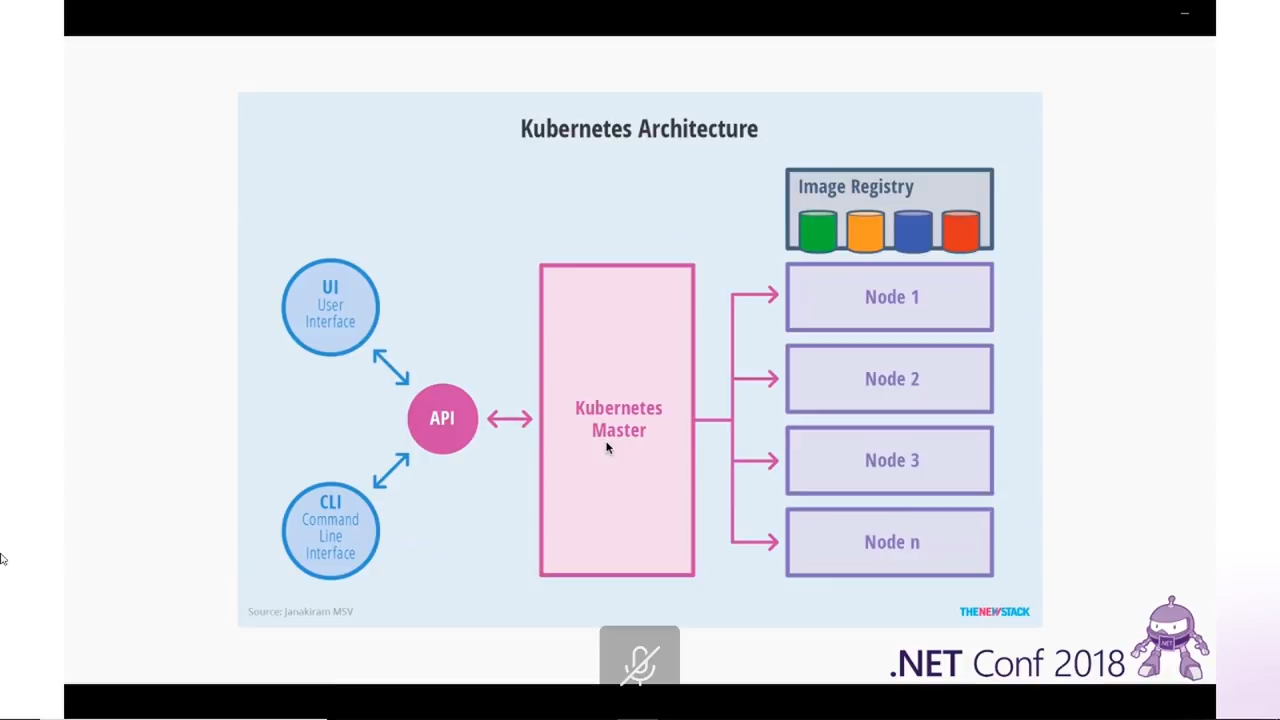 Kubernetes Architecture
Image Registry
UI
User
Interface
Node 1
Node 2
API
Kubernetes
Master
Node 3
CLI
Command
Line
Interface
Node n
Source: Janakiram MSV
THENEWSTACK
.NET Conf 2018
.NET